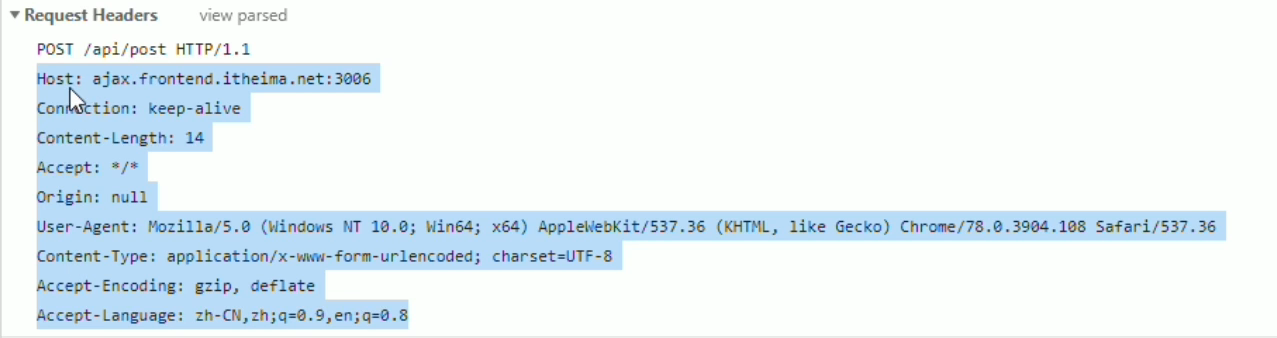 ▼ Request Headers view parsed
POST /api/post HTTP/1.1
Host: ajax.frontend.itheima.net:3006
Connection: keep-alive
Content-Length: 14
Accept: */*
Origin: null
User-Agent: Mozilla/5.0 (Windows NT 10.0; Win64; x64) AppleWebKit/537.36 (KHTML, like Gecko) Chrome/78.0.3904.108 Safari/537.36
Content-Type: application/x-www-form-urlencoded; charset=UTF-8
Accept-Encoding: gzip, deflate
Accept-Language: zh-CN,zh;q=0.9,en;q=0.8